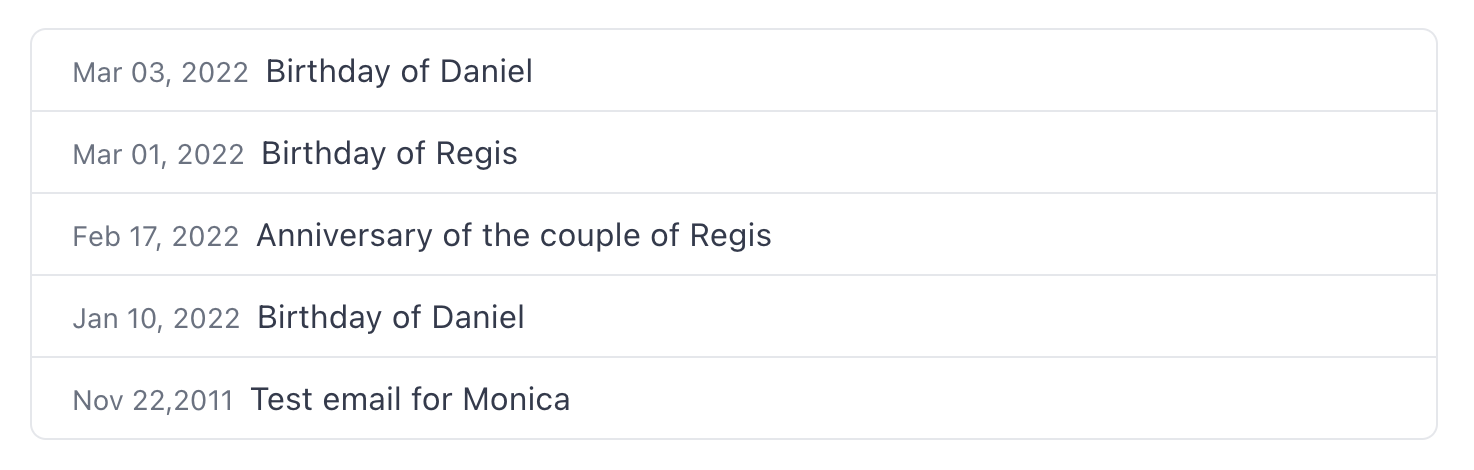 Mar 03, 2022 Birthday of Daniel
Mar 01, 2022 Birthday of Regis
Feb 17, 2022 Anniversary of the couple of Regis
Jan 10, 2022 Birthday of Daniel
Nov 22,2011 Test email for Monica